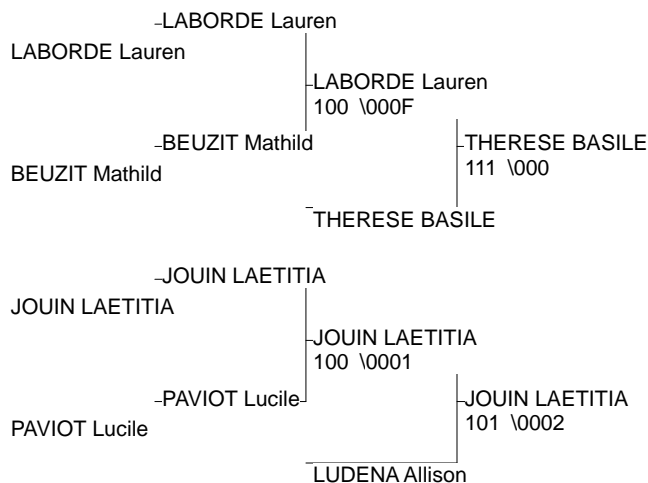 LABORDE Lauren
LABORDE Lauren
LABORDE Lauren
100 \000F
BEUZIT Mathild
THERESE BASILE
111 \000
BEUZIT Mathild
THERESE BASILE
JOUIN LAETITIA
JOUIN LAETITIA
JOUIN LAETITIA
100 \0001
PAVIOT Lucile
JOUIN LAETITIA
101 \0002
PAVIOT Lucile
LUDENA Allison